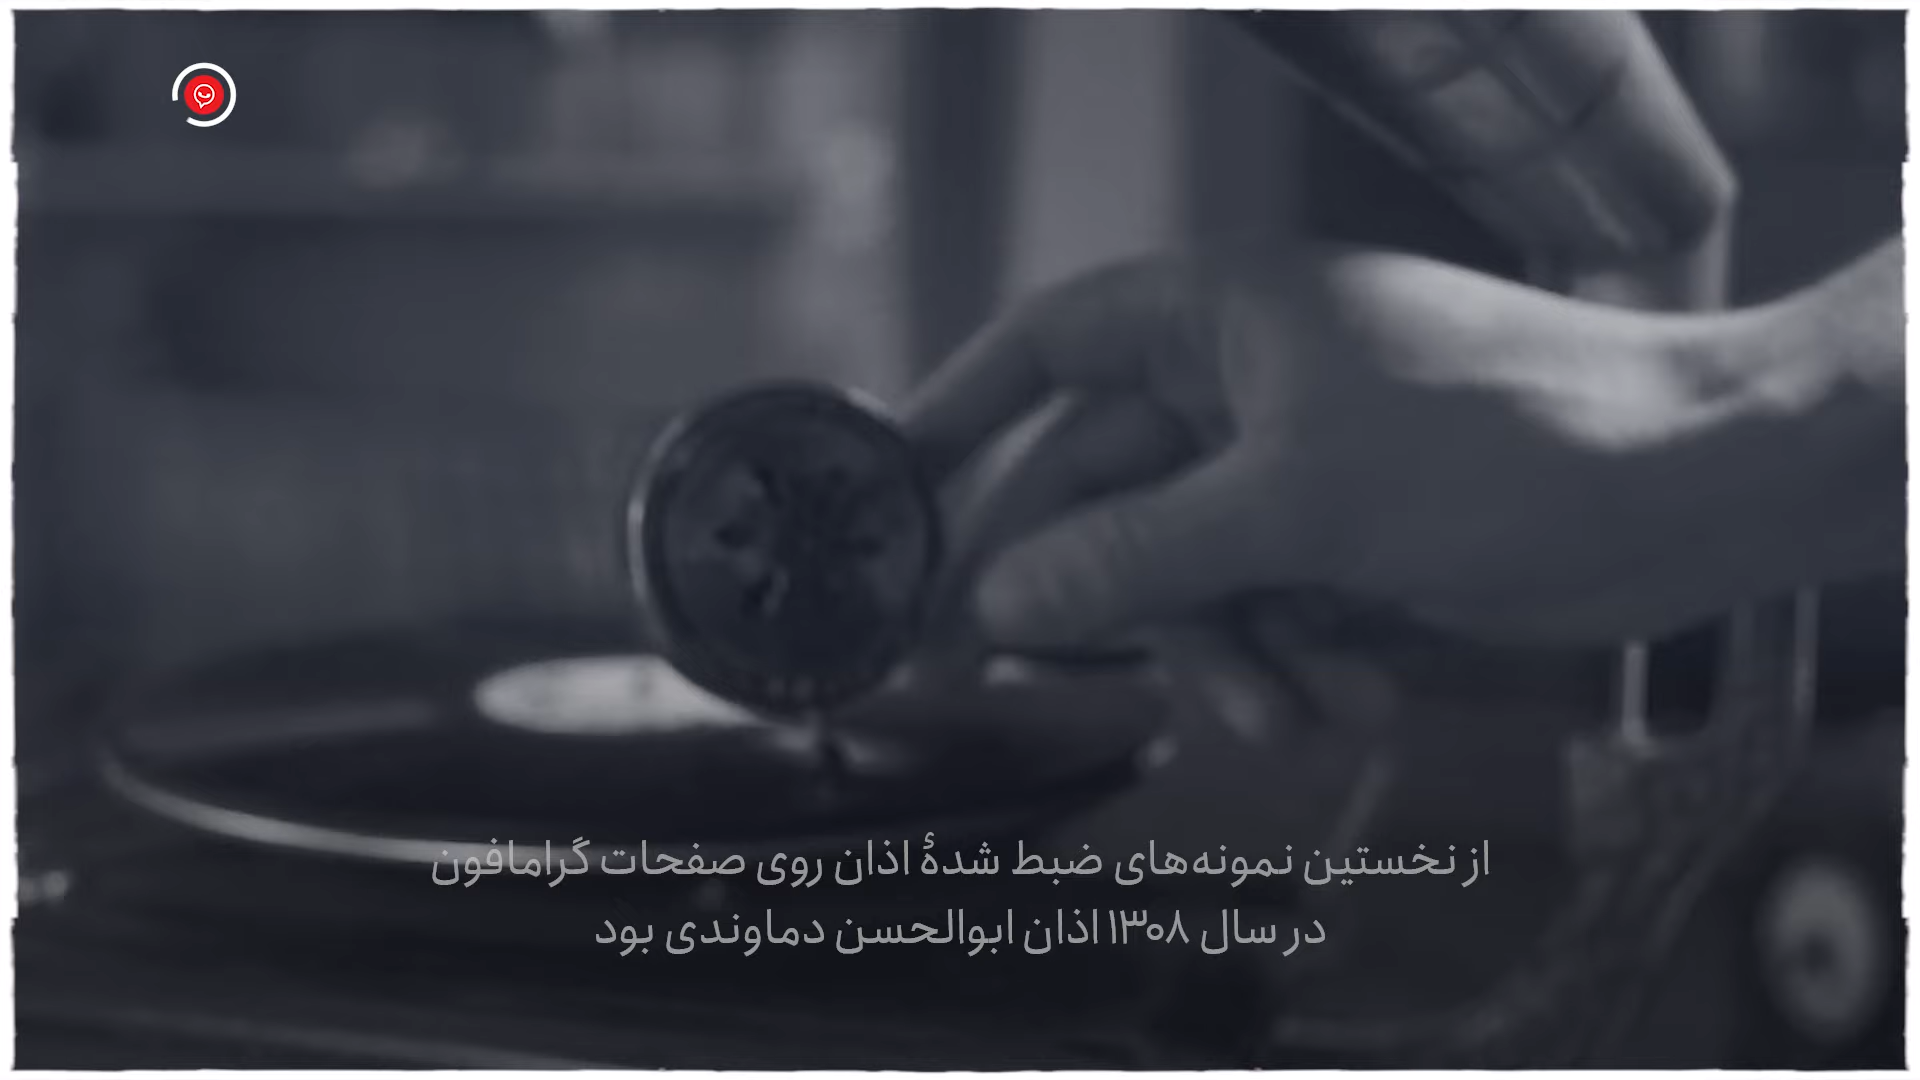 از نخستین نمونه‌های ضبط شدهٔ اذان روی صفحات گرامافون
در سال ۱۳۰۸ اذان ابوالحسن دماوندی بود